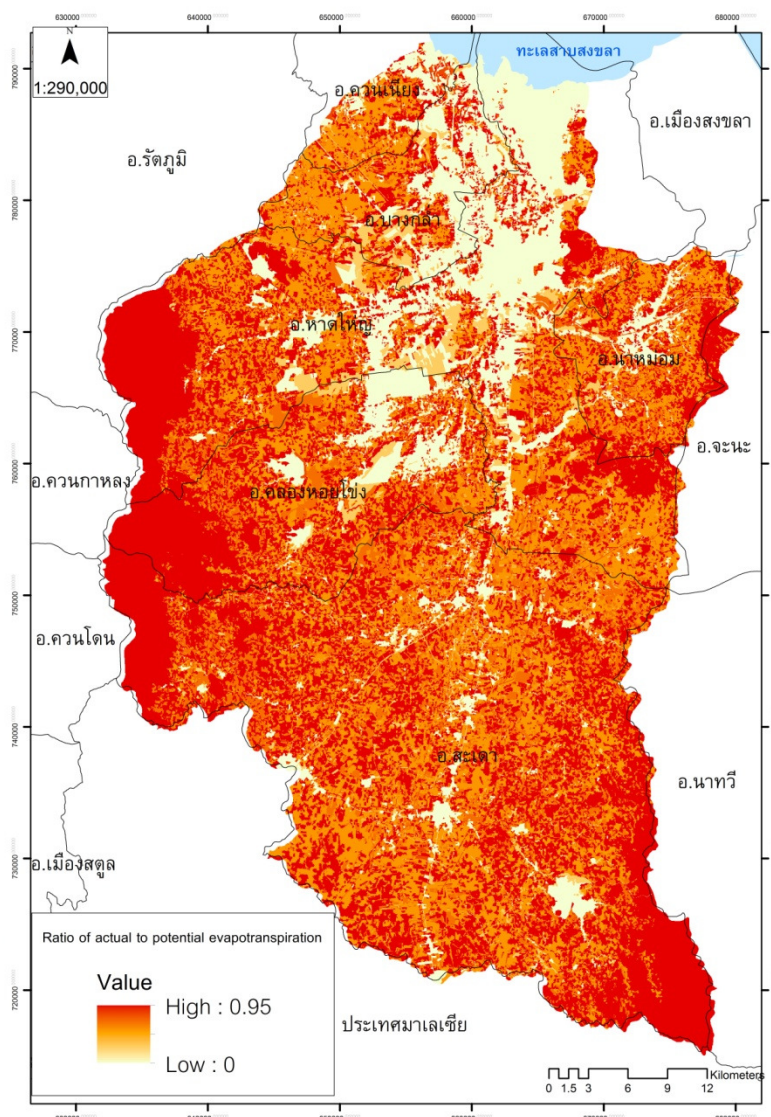 630000 640000 650000 660000 670000 680000
N
1:290,000
ทะเลสาบสงขลา
790000
อ.ควนเนียง
อ.เมืองสงขลา
อ.รัตภูมิ
780000
อ.บางกล่ำ
อ.หาดใหญ่
770000
อ.นาหม่อม
อ.จะนะ
760000
อ.ควนกาหลง
อ.คลองหอยโข่ง
750000
อ.ควนโดน
740000
อ.สะเดา
อ.นาทวี
730000
อ.เมืองสตูล
Ratio of actual to potential evapotranspiration
Value
High : 0.95
Low : 0
720000
ประเทศมาเลเซีย
Kilometers
0 1.5 3 6 9 12